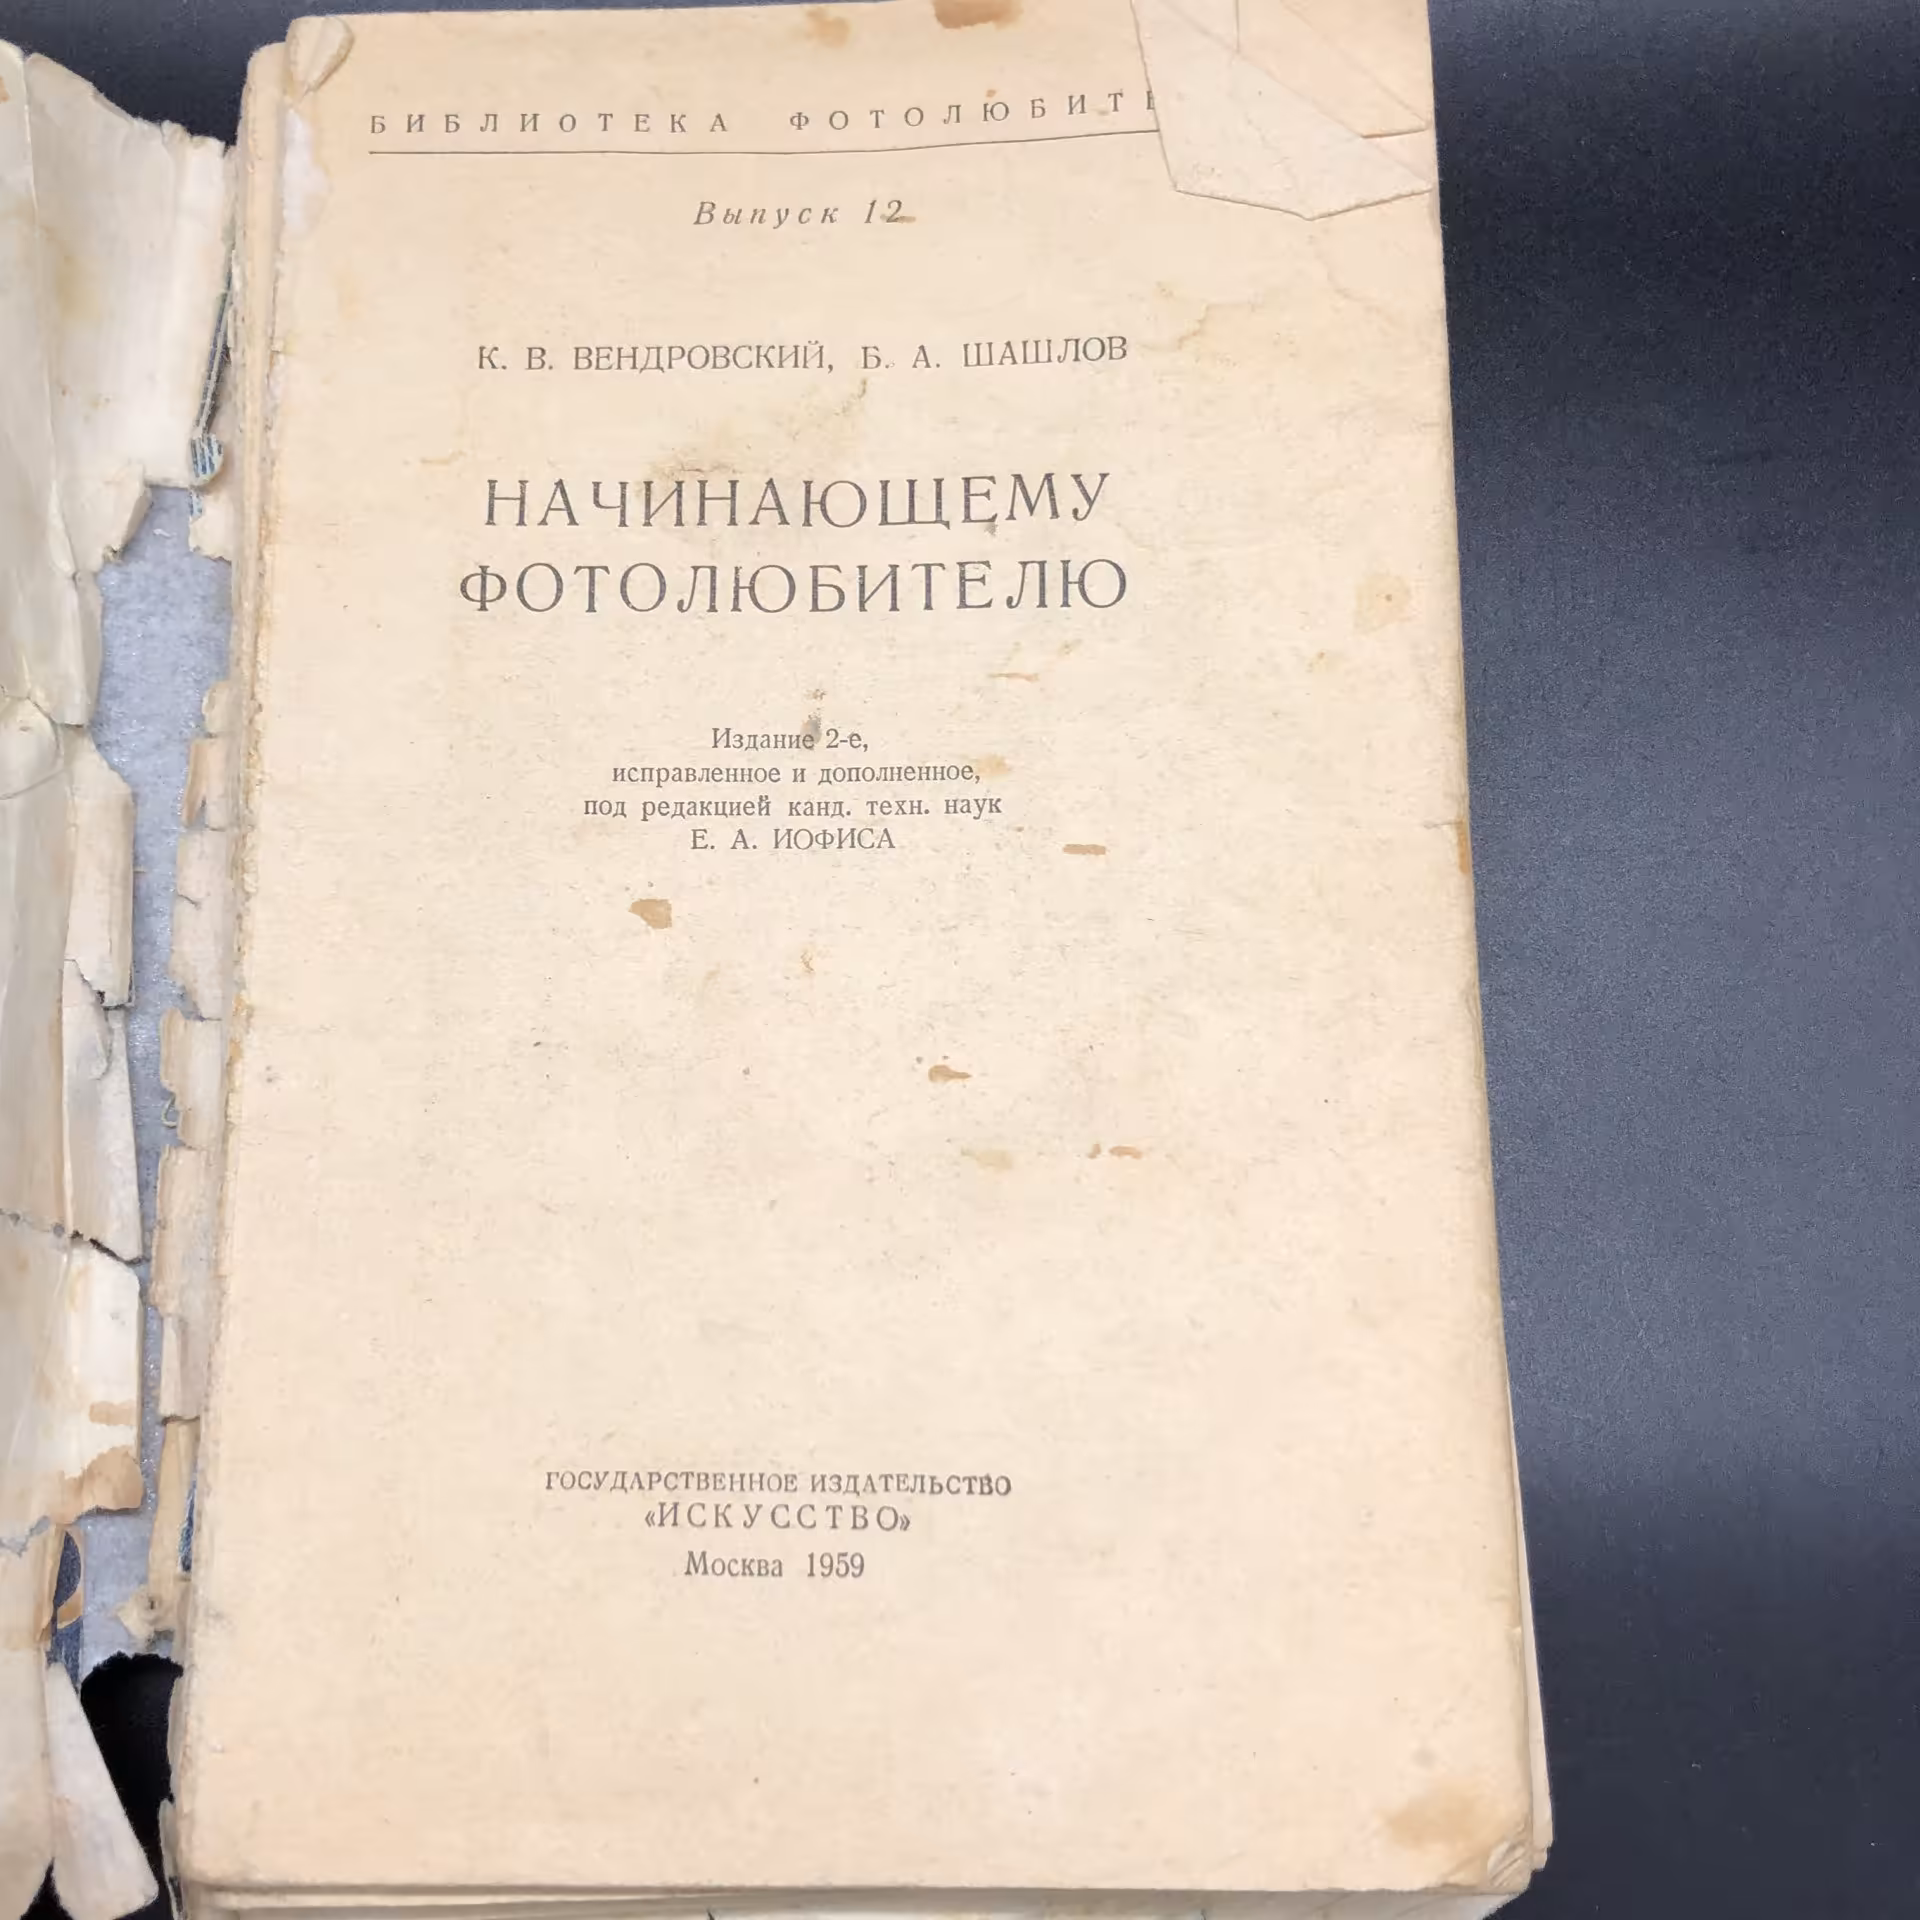 БИБЛИОТЕКА
Выпуск 12
К. В. ВЕНДРОВСКИЙ, Б. А. ШАШЛОВ
НАЧИНАЮЩЕМУ
ФОТОЛЮБИТЕЛЮ
Издание 2-е,
исправленное и дополненное,
под редакцией канд. техн. наук
Е. А. ИОФИСА
ГОСУДАРСТВЕННОЕ ИЗДАТЕЛЬСТВО
«ИСКУССТВО»
Москва 1959